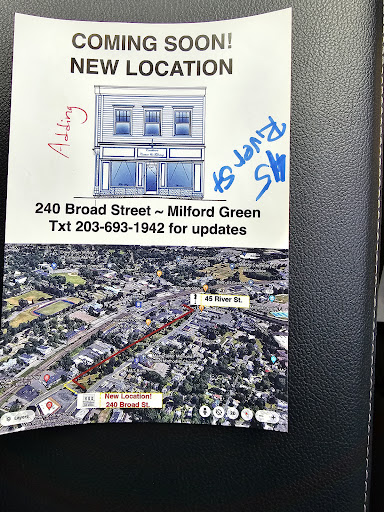 COMING SOON!
NEW LOCATION
Adding
45
River St
240 Broad Street ~ Milford Green
Txt 203-693-1942 for updates
45 River St.
New Location!
240 Broad St.
Layers